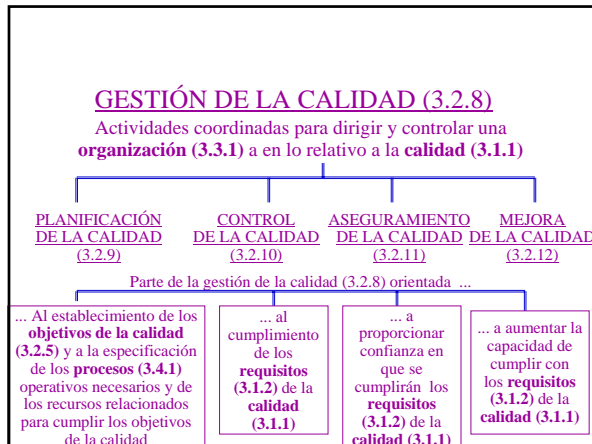 GESTIÓN DE LA CALIDAD (3.2.8)
Actividades coordinadas para dirigir y controlar una
organización (3.3.1) a en lo relativo a la calidad (3.1.1)
PLANIFICACIÓN
DE LA CALIDAD
(3.2.9)
CONTROL
DE LA CALIDAD
(3.2.10)
ASEGURAMIENTO
DE LA CALIDAD
(3.2.11)
MEJORA
DE LA CALIDAD
(3.2.12)
Parte de la gestión de la calidad (3.2.8) orientada ...
... Al establecimiento de los
objetivos de la calidad
(3.2.5) y a la especificación
de los procesos (3.4.1)
operativos necesarios y de
los recursos relacionados
para cumplir los objetivos
de la calidad
... al
cumplimiento
de los
requisitos
(3.1.2) de la
calidad
(3.1.1)
... a
proporcionar
confianza en
que se
cumplirán los
requisitos
(3.1.2) de la
calidad (3.1.1)
... a aumentar la
capacidad de
cumplir con
los requisitos
(3.1.2) de la
calidad (3.1.1)